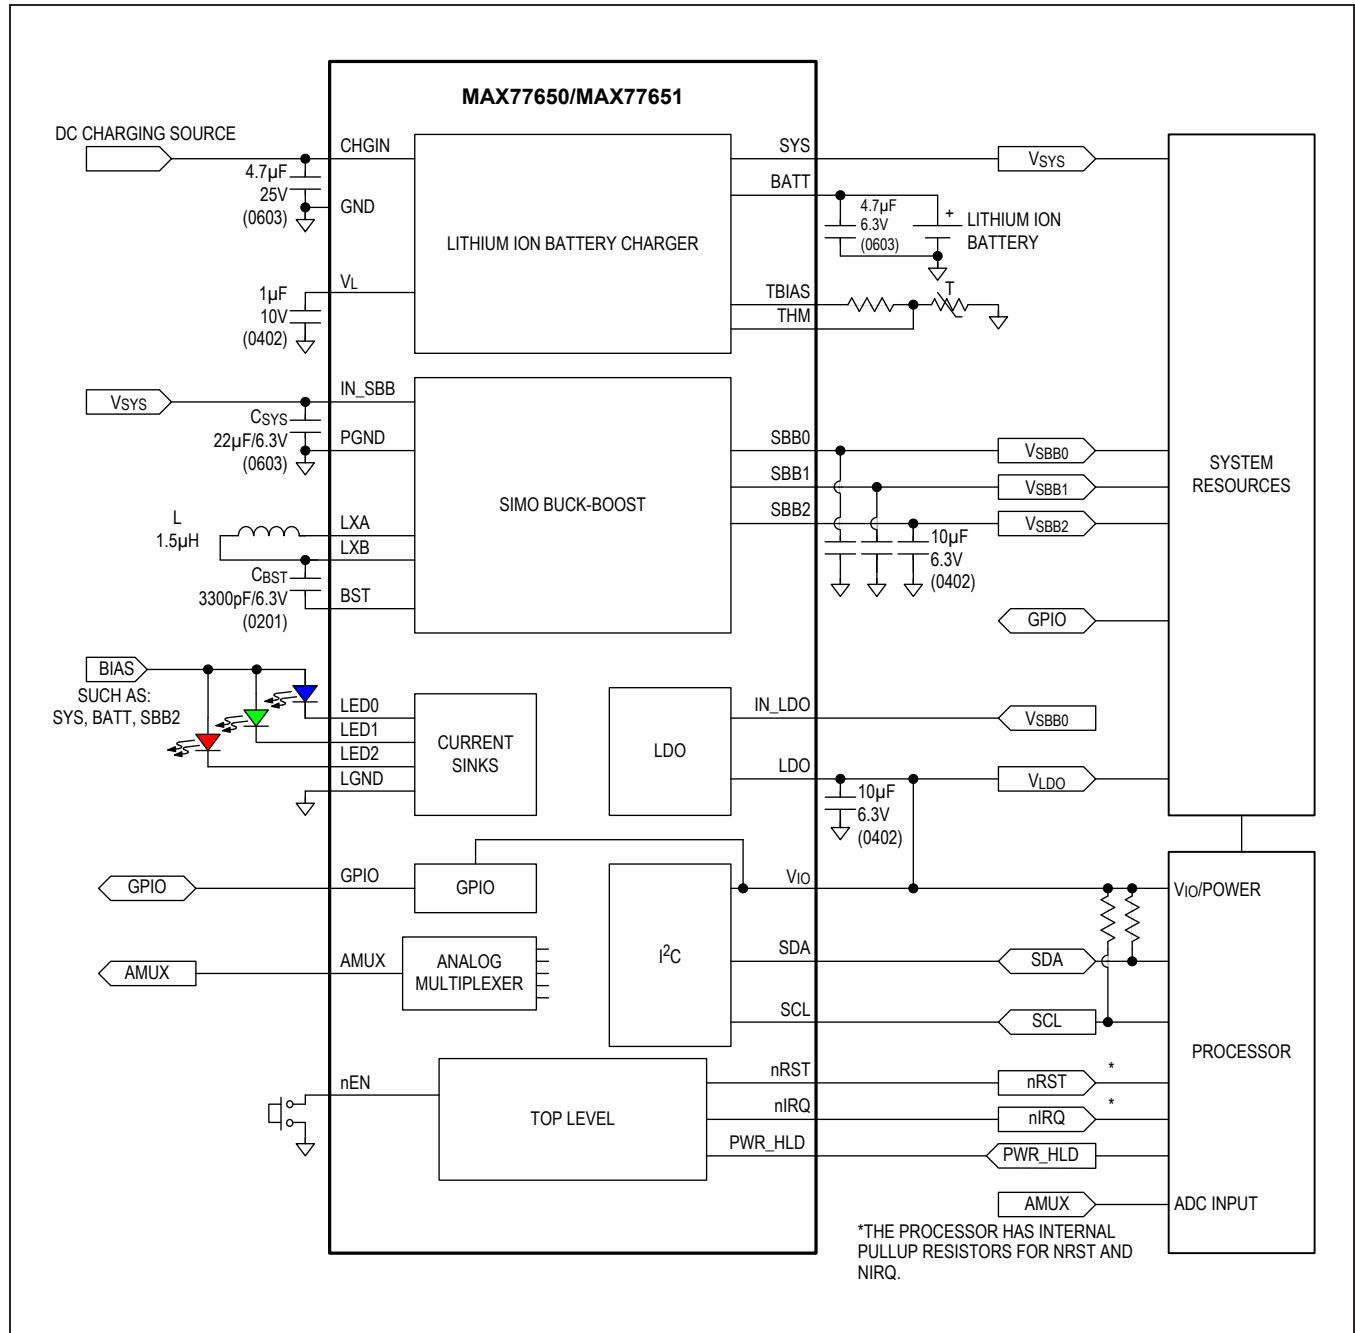 MAX77650/MAX77651
DC CHARGING SOURCE
4.7µF
25V
(0603)
CHGIN
GND
1µF
10V
(0402)
VL
LITHIUM ION BATTERY CHARGER
SYS
BATT
TBIAS
THM
VSYS
4.7µF
6.3V
(0603)
+
LITHIUM ION
BATTERY
T
VSYS
CSYS
22µF/6.3V
(0603)
IN_SBB
PGND
L
1.5µH
LXA
LXB
CBST
3300pF/6.3V
(0201)
BST
SIMO BUCK-BOOST
SBB0
SBB1
SBB2
VSBB0
VSBB1
VSBB2
10µF
6.3V
(0402)
GPIO
SYSTEM
RESOURCES
BIAS
SUCH AS:
SYS, BATT, SBB2
LED0
LED1
LED2
LGND
CURRENT
SINKS
LDO
IN_LDO
LDO
VSBB0
VLDO
10µF
6.3V
(0402)
GPIO
GPIO
GPIO
AMUX
AMUX
ANALOG
MULTIPLEXER
I²C
VIO
SDA
SCL
SDA
SCL
VIO/POWER
PROCESSOR
nEN
TOP LEVEL
nRST
nIRQ
PWR_HLD
nRST
*
nIRQ
*
PWR_HLD
AMUX
ADC INPUT
*THE PROCESSOR HAS INTERNAL
PULLUP RESISTORS FOR NRST AND
NIRQ.